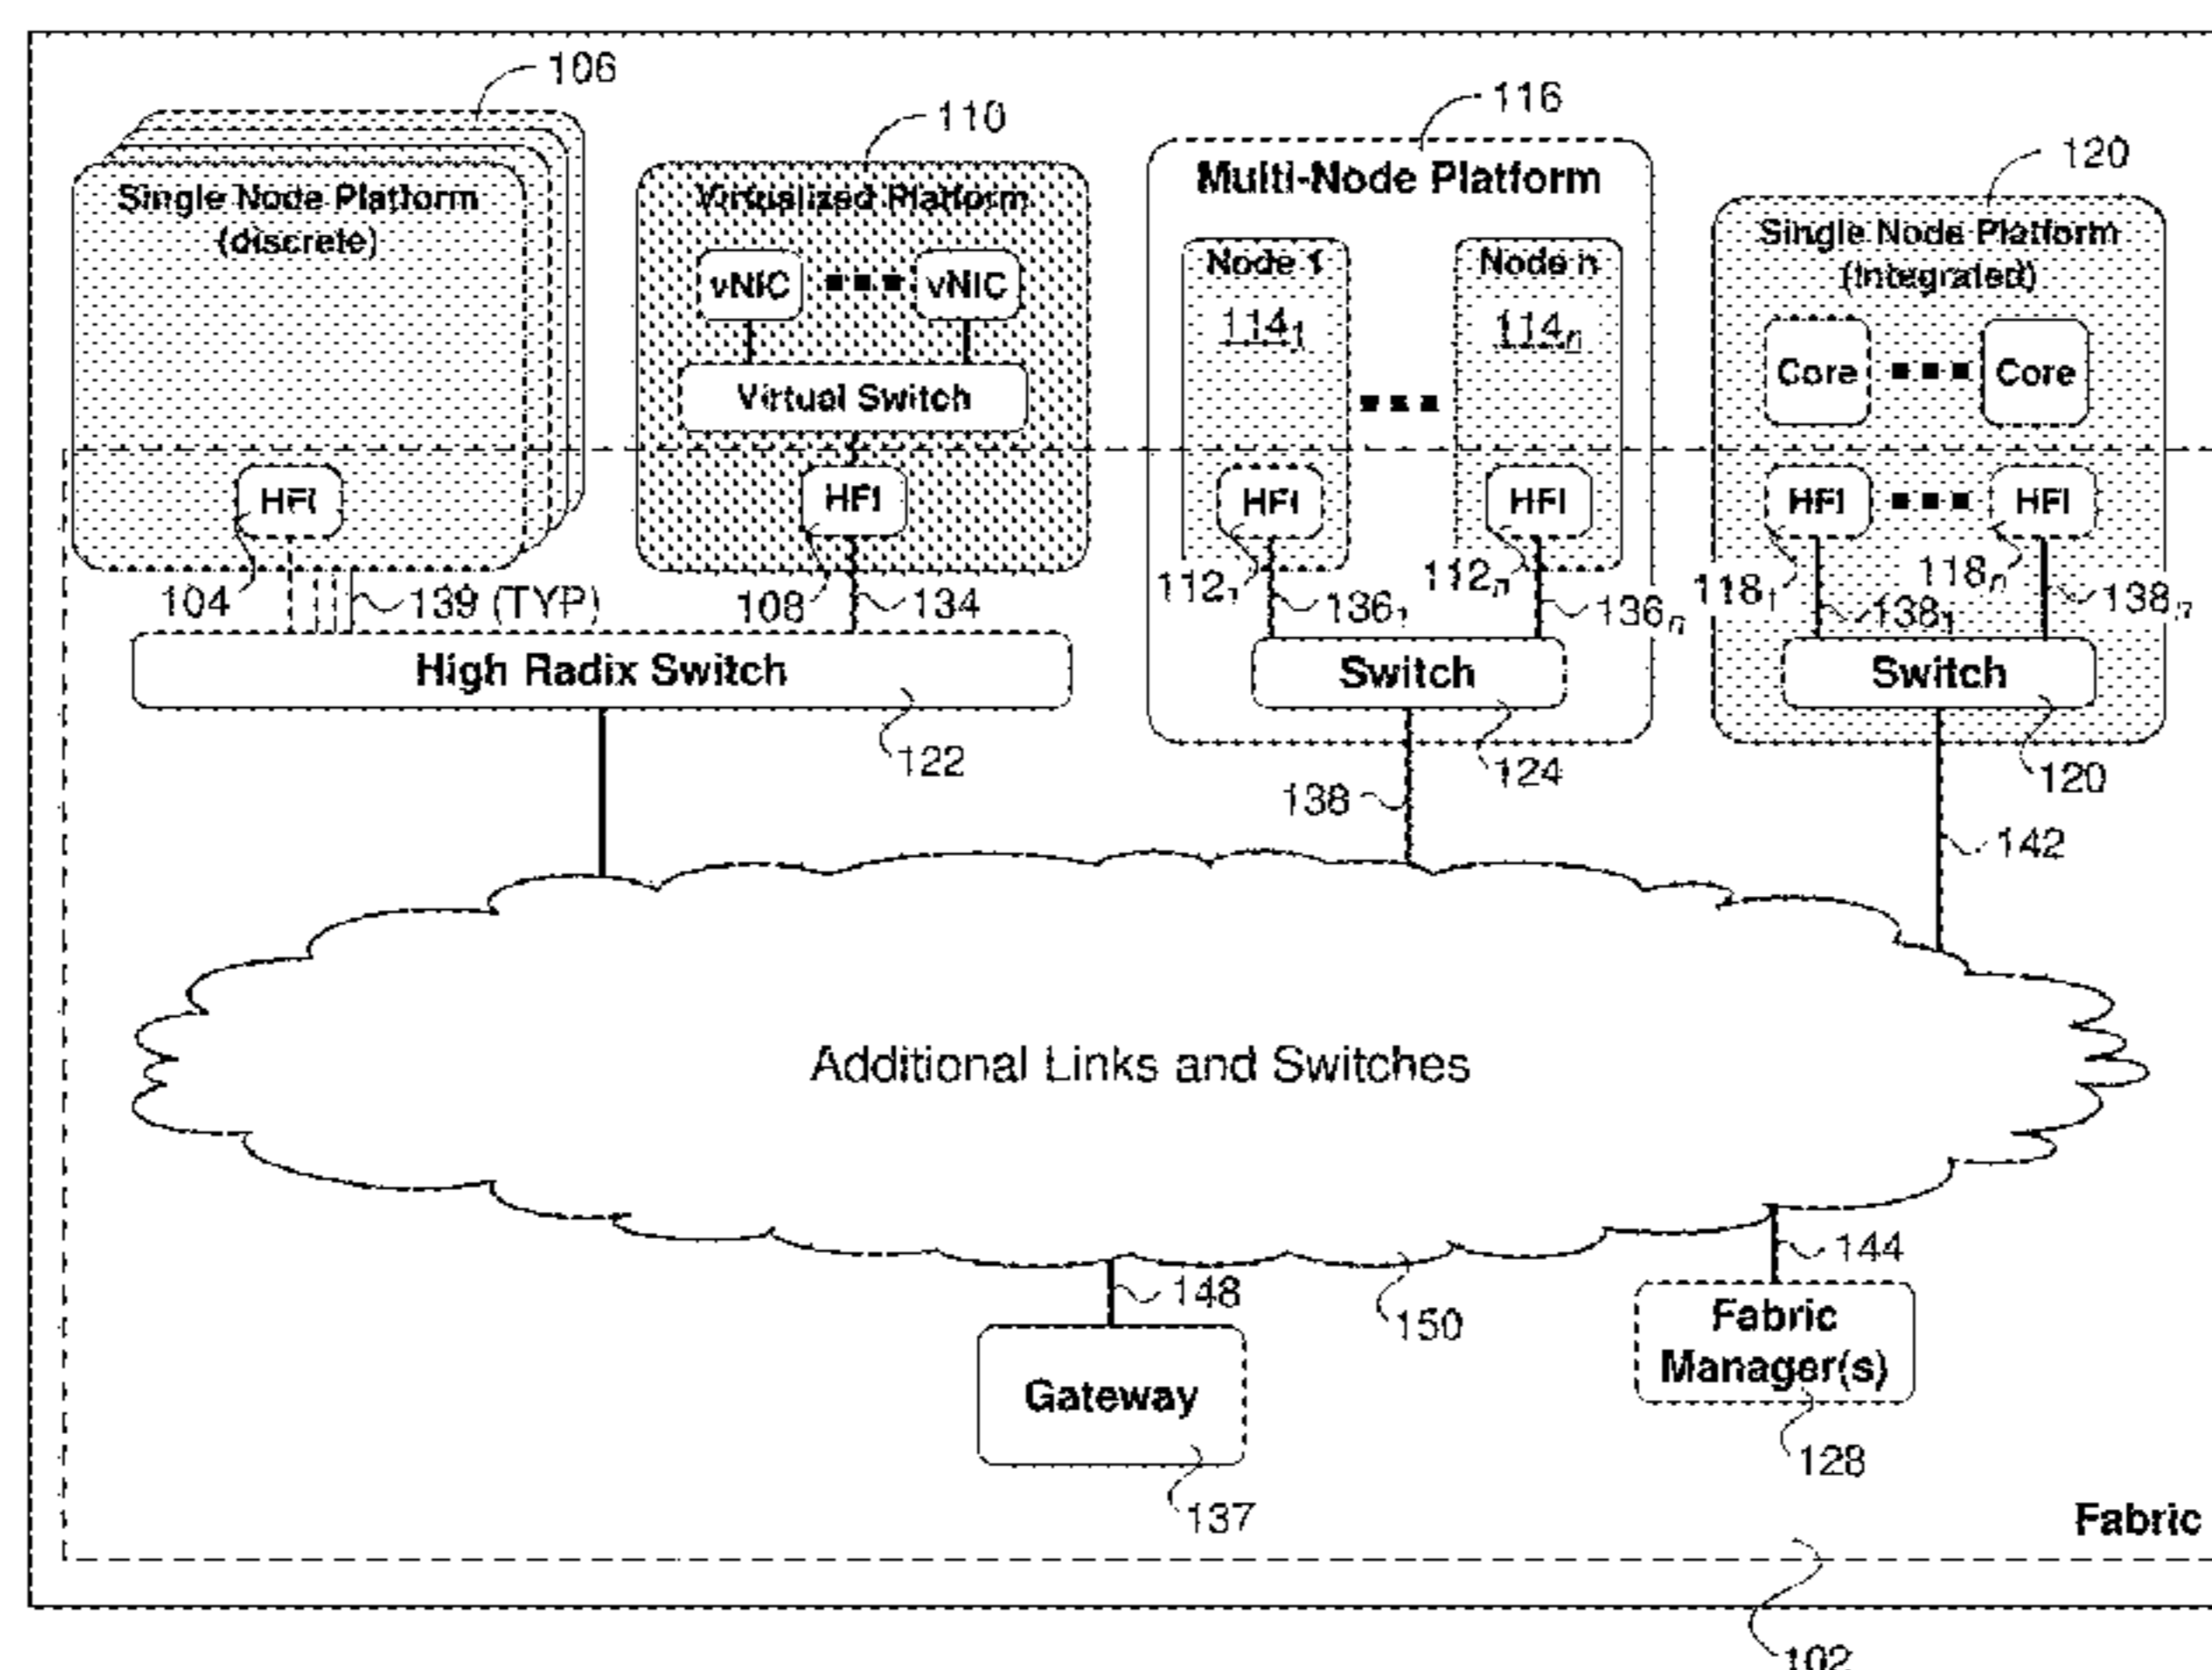 106
110
116
120
Single Node Platform
(discrete)
Virtualized Platform
Multi-Node Platform
Single Node Platform
(Integrated)
vNIC
vNIC
Node 1
114₁
Node n
114ₙ
Core
Core
Virtual Switch
HFI
HFI
HFI
HFI
HFI
HFI
104
139 (TYP)
108
134
112₁
136₁
112ₙ
136ₙ
118₁
138₁
118ₙ
138ₙ
High Radix Switch
Switch
Switch
122
124
120
138
142
Additional Links and Switches
148
150
144
Gateway
Fabric
Manager(s)
137
128
Fabric
102